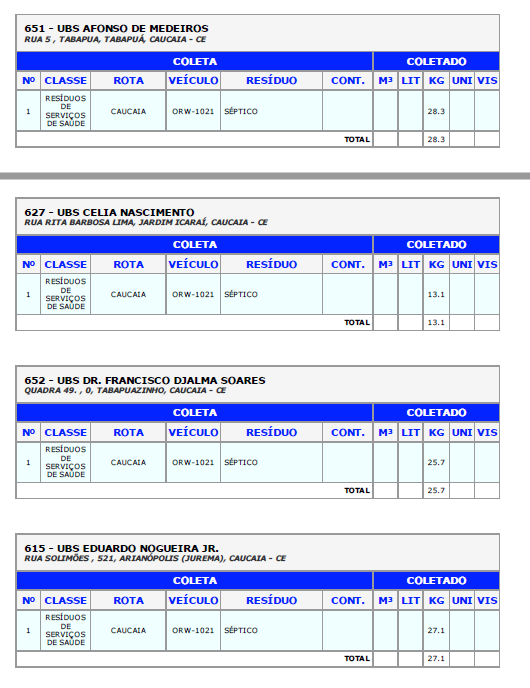 651 - UBS AFONSO DE MEDEIROS
RUA 5 , TABAPUA, TABAPUÁ, CAUCAIA - CE
COLETA COLETADO
Nº CLASSE ROTA VEÍCULO RESÍDUO CONT. M³ LIT KG UNI VIS
1 RESÍDUOS DE SERVIÇOS DE SAÚDE CAUCAIA ORW-1021 SÉPTICO 28.3
TOTAL 28.3
627 - UBS CELIA NASCIMENTO
RUA RITA BARBOSA LIMA, JARDIM ICARAÍ, CAUCAIA - CE
COLETA COLETADO
Nº CLASSE ROTA VEÍCULO RESÍDUO CONT. M³ LIT KG UNI VIS
1 RESÍDUOS DE SERVIÇOS DE SAÚDE CAUCAIA ORW-1021 SÉPTICO 13.1
TOTAL 13.1
652 - UBS DR. FRANCISCO DJALMA SOARES
QUADRA 49. , 0, TABAPUAZINHO, CAUCAIA - CE
COLETA COLETADO
Nº CLASSE ROTA VEÍCULO RESÍDUO CONT. M³ LIT KG UNI VIS
1 RESÍDUOS DE SERVIÇOS DE SAÚDE CAUCAIA ORW-1021 SÉPTICO 25.7
TOTAL 25.7
615 - UBS EDUARDO NOGUEIRA JR.
RUA SOLIMÕES , 521, ARIANÓPOLIS (JUREMA), CAUCAIA - CE
COLETA COLETADO
Nº CLASSE ROTA VEÍCULO RESÍDUO CONT. M³ LIT KG UNI VIS
1 RESÍDUOS DE SERVIÇOS DE SAÚDE CAUCAIA ORW-1021 SÉPTICO 27.1
TOTAL 27.1